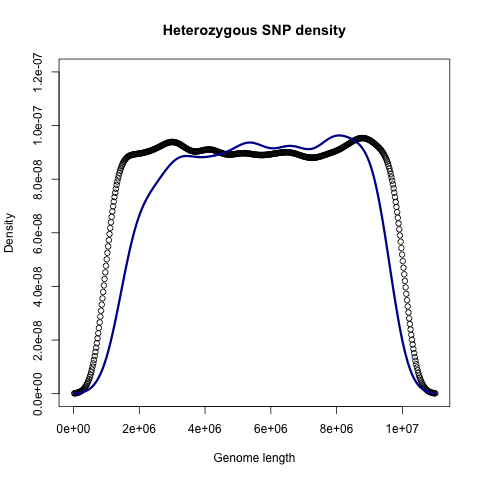 Heterozygous SNP density
Density
1.2e-07
1.0e-07
8.0e-08
6.0e-08
4.0e-08
2.0e-08
0.0e+00
0e+00 2e+06 4e+06 6e+06 8e+06 1e+07
Genome length